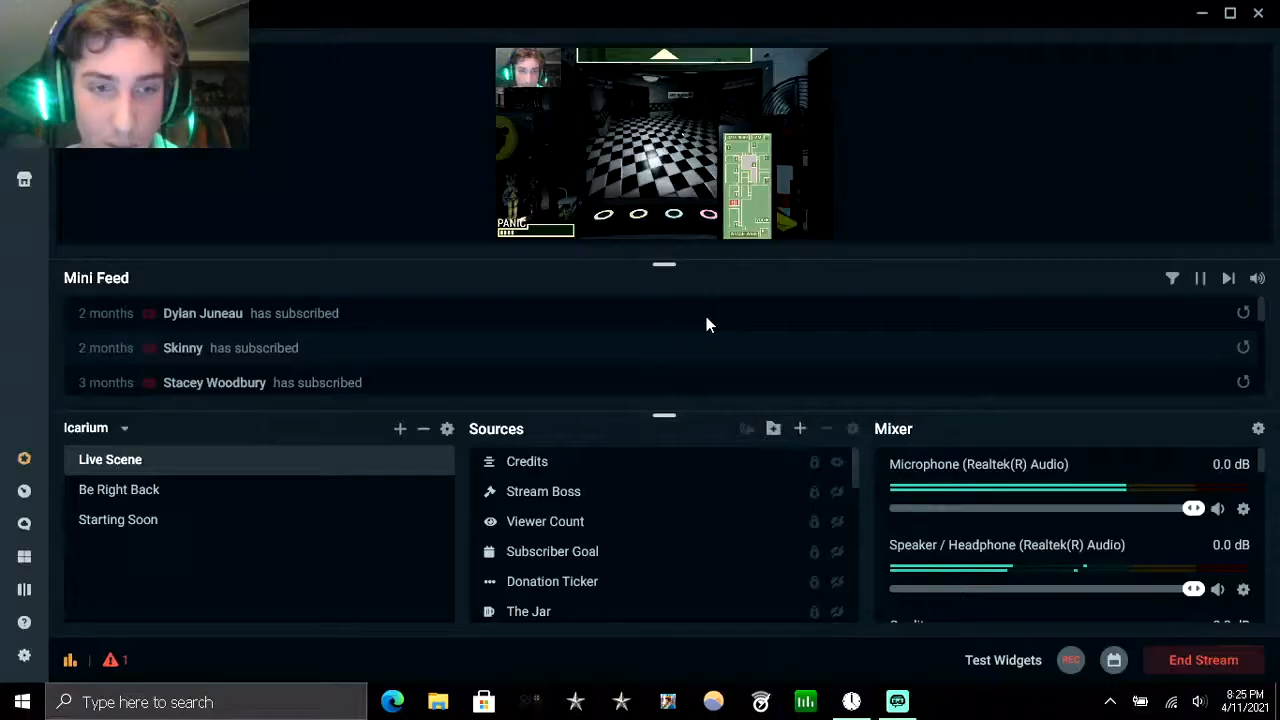 PANIC
Mini Feed
2 months Dylan Juneau has subscribed
2 months Skinny has subscribed
3 months Stacey Woodbury has subscribed
Icarium
Live Scene
Be Right Back
Starting Soon
Sources
Credits
Stream Boss
Viewer Count
Subscriber Goal
Donation Ticker
The Jar
Mixer
Microphone (Realtek(R) Audio) 0.0 dB
Speaker / Headphone (Realtek(R) Audio) 0.0 dB
1
Test Widgets
REC
End Stream
Type here to search
8:26 PM
4/11/2021